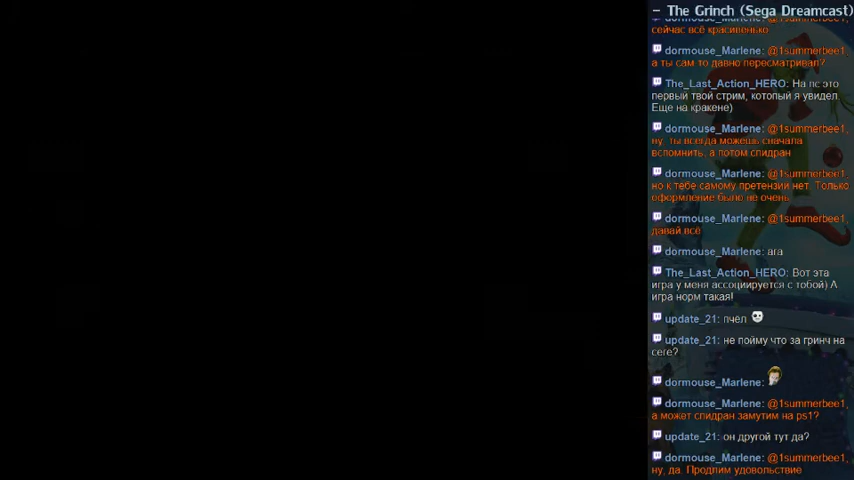 – The Grinch (Sega Dreamcast)
dormouse_Marlene: @1summerbee1,
сейчас всё красивенько
dormouse_Marlene: @1summerbee1,
а ты сам то давно пересматривал?
The_Last_Action_HERO: На пс это
первый твой стрим, котопый я увидел.
Еще на кракене)
dormouse_Marlene: @1summerbee1,
ну, ты всегда можешь сначала
вспомнить, а потом спидран
dormouse_Marlene: @1summerbee1,
но к тебе самому претензии нет. Только
оформление было не очень
dormouse_Marlene: @1summerbee1,
давай всё
dormouse_Marlene: ага
The_Last_Action_HERO: Вот эта
игра у меня ассоциируется с тобой) А
игра норм такая!
update_21: пчел
update_21: не пойму что за гринч на
сеге?
dormouse_Marlene:
dormouse_Marlene: @1summerbee1,
а может спидран замутим на ps1?
update_21: он другой тут да?
dormouse_Marlene: @1summerbee1,
ну, да. Продлим удовольствие